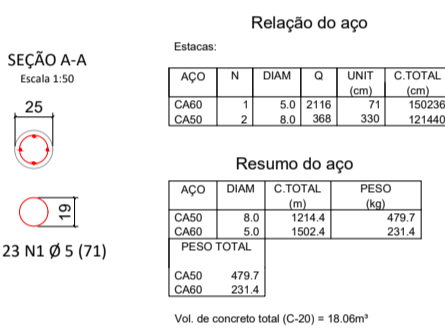 Relação do aço
Estacas:
AÇO N DIAM Q UNIT C.TOTAL
(cm) (cm)
CA60 1 5.0 2116 71 150236
CA50 2 8.0 368 330 121440
SEÇÃO A-A
Escala 1:50
25
19
23 N1 Ø 5 (71)
Resumo do aço
AÇO DIAM C.TOTAL PESO
(m) (kg)
CA50 8.0 1214.4 479.7
CA60 5.0 1502.4 231.4
PESO TOTAL
CA50 479.7
CA60 231.4
Vol. de concreto total (C-20) = 18.06m³